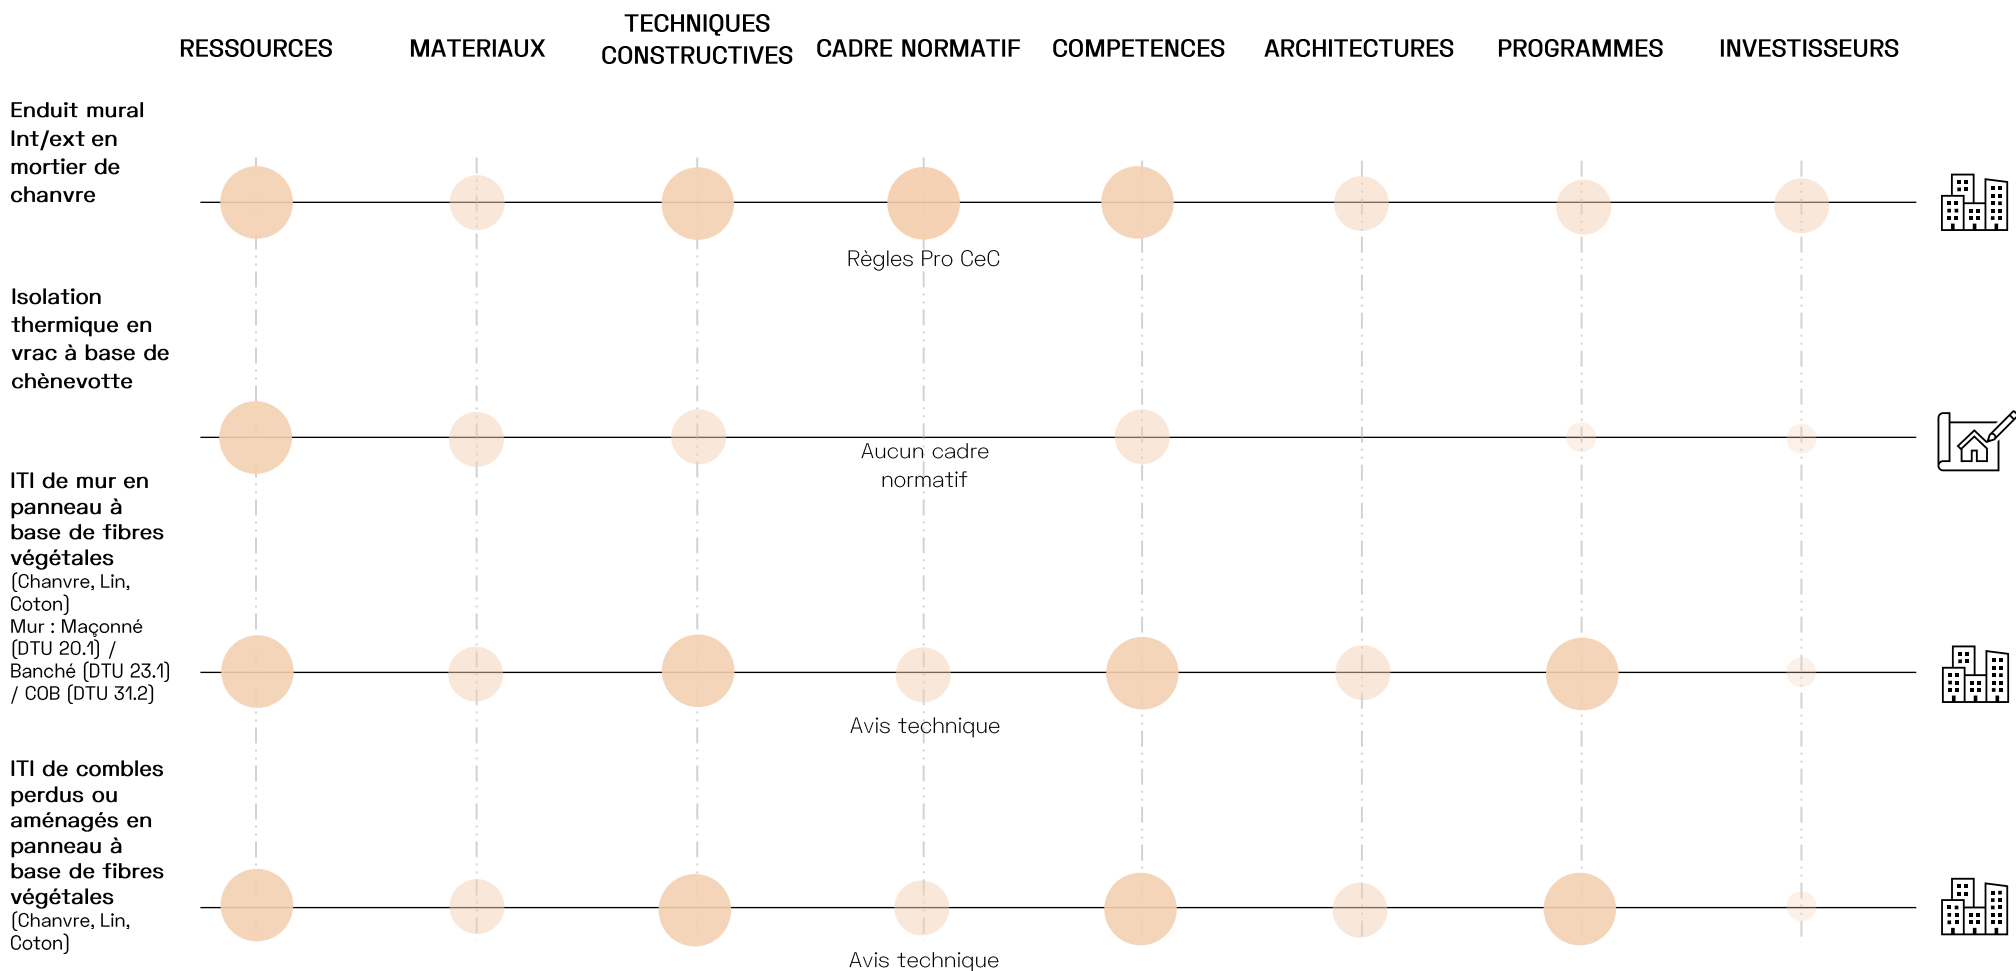 RESSOURCES
MATERIAUX
TECHNIQUES
CONSTRUCTIVES
CADRE NORMATIF
COMPETENCES
ARCHITECTURES
PROGRAMMES
INVESTISSEURS
Enduit mural
Int/ext en
mortier de
chanvre
Règles Pro CeC
Isolation
thermique en
vrac à base de
chènevotte
Aucun cadre
normatif
ITI de mur en
panneau à
base de fibres
végétales
(Chanvre, Lin,
Coton)
Mur : Maçonné
(DTU 20.1) /
Banché (DTU 23.1)
/ COB (DTU 31.2)
Avis technique
ITI de combles
perdus ou
aménagés en
panneau à
base de fibres
végétales
(Chanvre, Lin,
Coton)
Avis technique